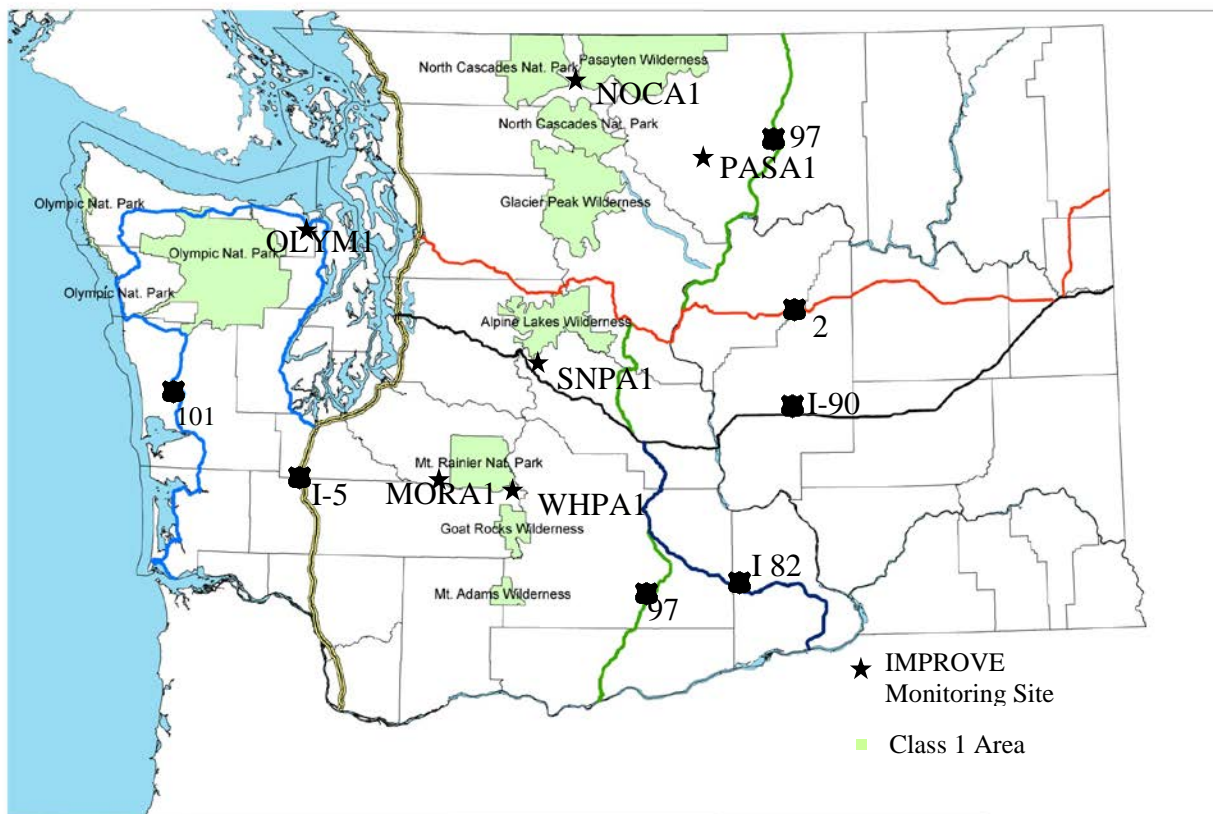 North Cascades Nat. Park
Pasayten Wilderness
NOCA1
North Cascades Nat. Park
97
PASA1
Olympic Nat. Park
Glacier Peak Wilderness
OLYM1
Olympic Nat. Park
Olympic Nat. Park
Alpine Lakes Wilderness
2
SNPA1
101
I-90
Mt. Rainier Nat. Park
I-5
MORA1
WHPA1
Goat Rocks Wilderness
I 82
Mt. Adams Wilderness
97
IMPROVE
Monitoring Site
Class 1 Area